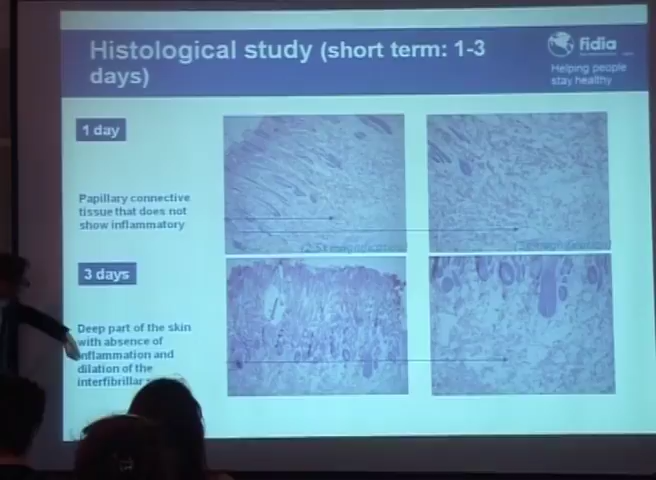 Histological study (short term: 1-3
days)
fidia
Helping people
stay healthy
1 day
Papillary connective
tissue that does not
show inflammatory
3 days
Deep part of the skin
with absence of
inflammation and
dilation of the
interfibrillar